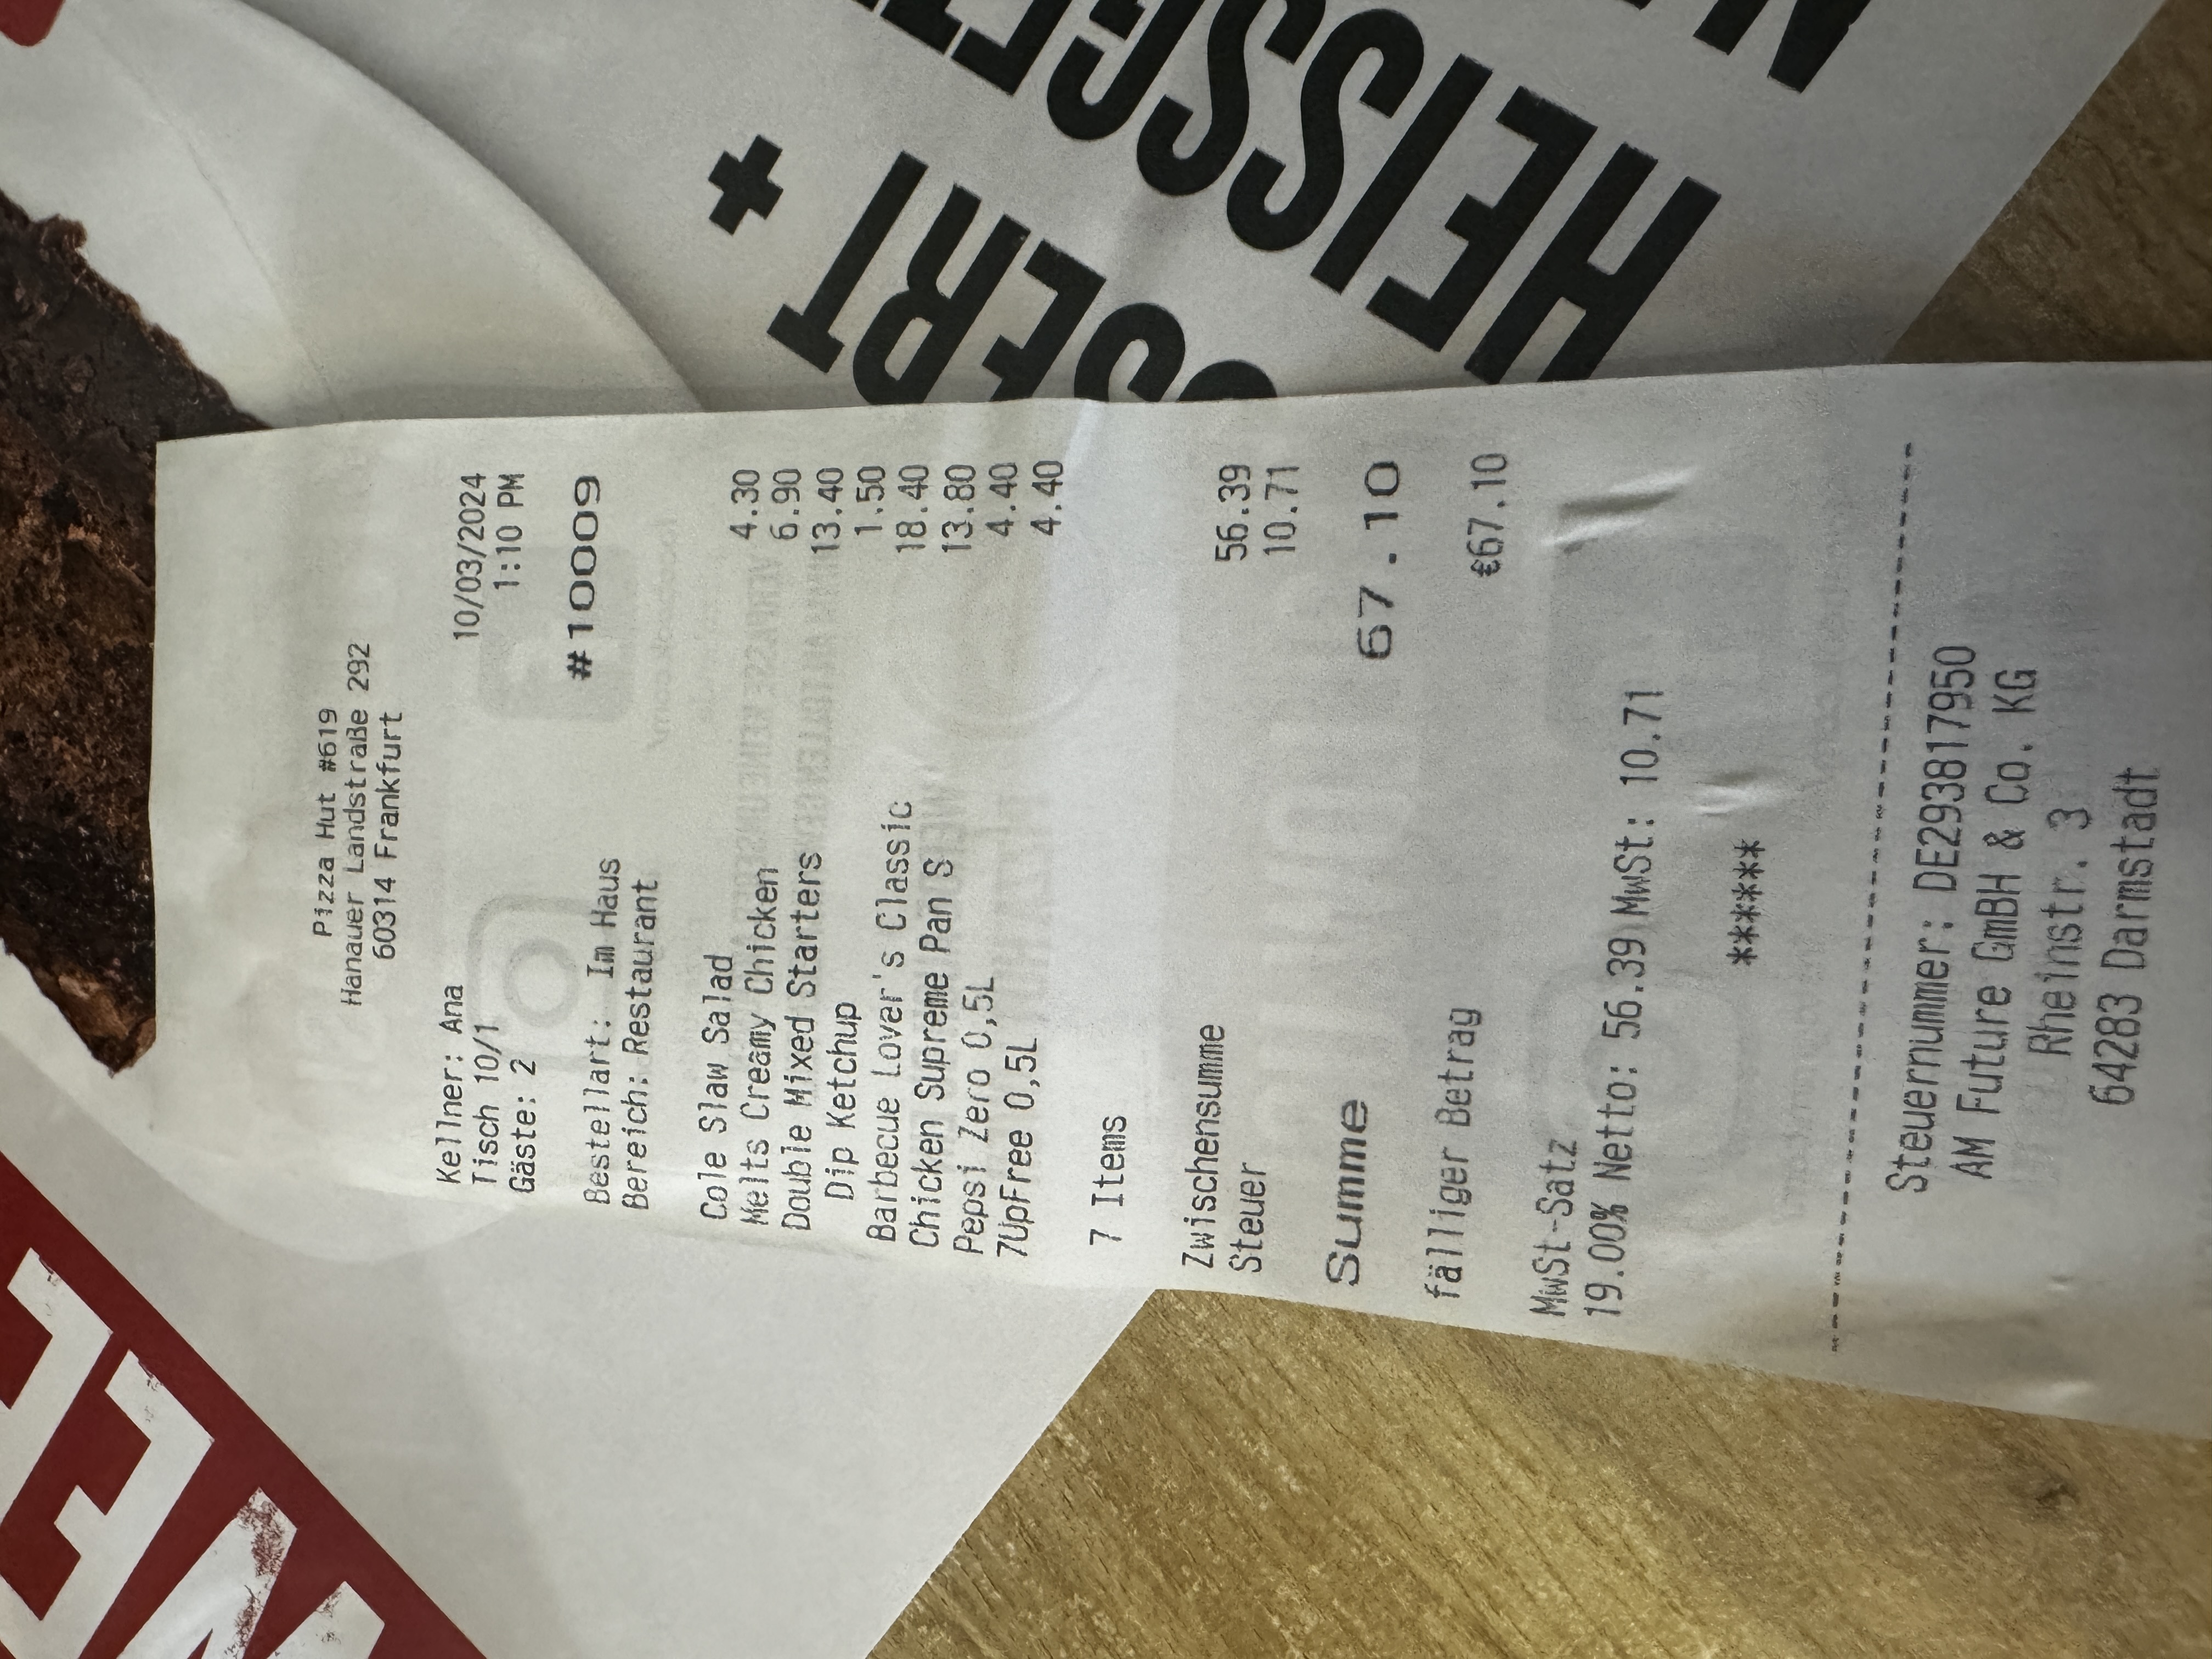 Pizza Hut #619
Hanauer Landstraße 292
60314 Frankfurt
Kellner: Ana 10/03/2024
Tisch 10/1 1:10 PM
Gäste: 2
#10009
Bestellart: Im Haus
Bereich: Restaurant
Cole Slaw Salad 4.30
Melts Creamy Chicken 6.90
Double Mixed Starters 13.40
Dip Ketchup 1.50
Barbecue Lover's Classic 18.40
Chicken Supreme Pan S 13.80
Pepsi Zero 0,5L 4.40
7UpFree 0,5L 4.40
7 Items
Zwischensumme 56.39
Steuer 10.71
Summe 67.10
fälliger Betrag €67.10
MwSt-Satz
19.00% Netto: 56.39 MwSt: 10.71
******
Steuernummer: DE293817950
AM Future GmBH & Co. KG
Rheinstr. 3
64283 Darmstadt